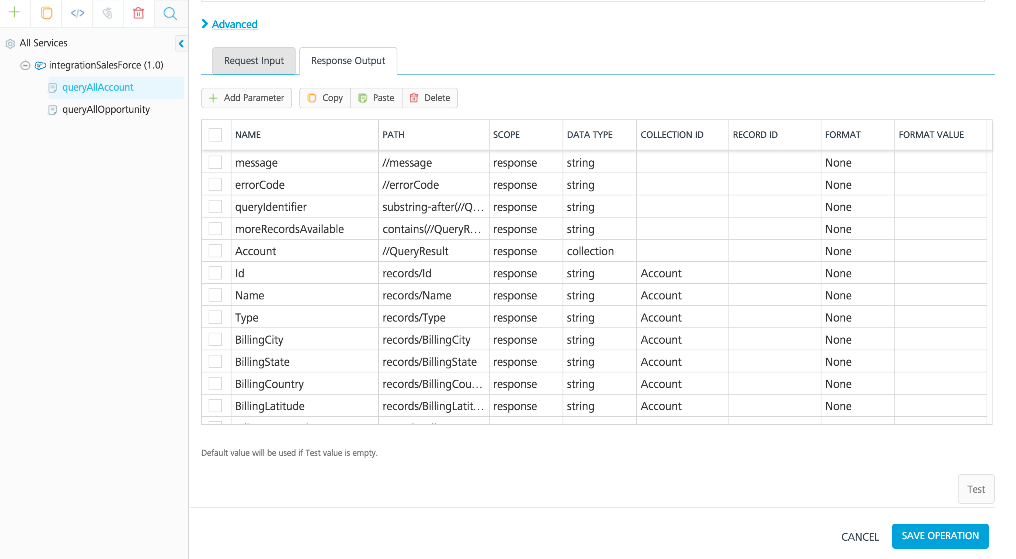 Advanced
All Services
integrationSalesForce (1.0)
queryAllAccount
queryAllOpportunity
Request Input
Response Output
Add Parameter Copy Paste Delete
NAME PATH SCOPE DATA TYPE COLLECTION ID RECORD ID FORMAT FORMAT VALUE
message //message response string None
errorCode //errorCode response string None
queryIdentifier substring-after(//Q... response string None
moreRecordsAvailable contains(//QueryR... response string None
Account //QueryResult response collection None
Id records/Id response string Account None
Name records/Name response string Account None
Type records/Type response string Account None
BillingCity records/BillingCity response string Account None
BillingState records/BillingState response string Account None
BillingCountry records/BillingCou... response string Account None
BillingLatitude records/BillingLatit... response string Account None
Default value will be used if Test value is empty.
Test
CANCEL SAVE OPERATION